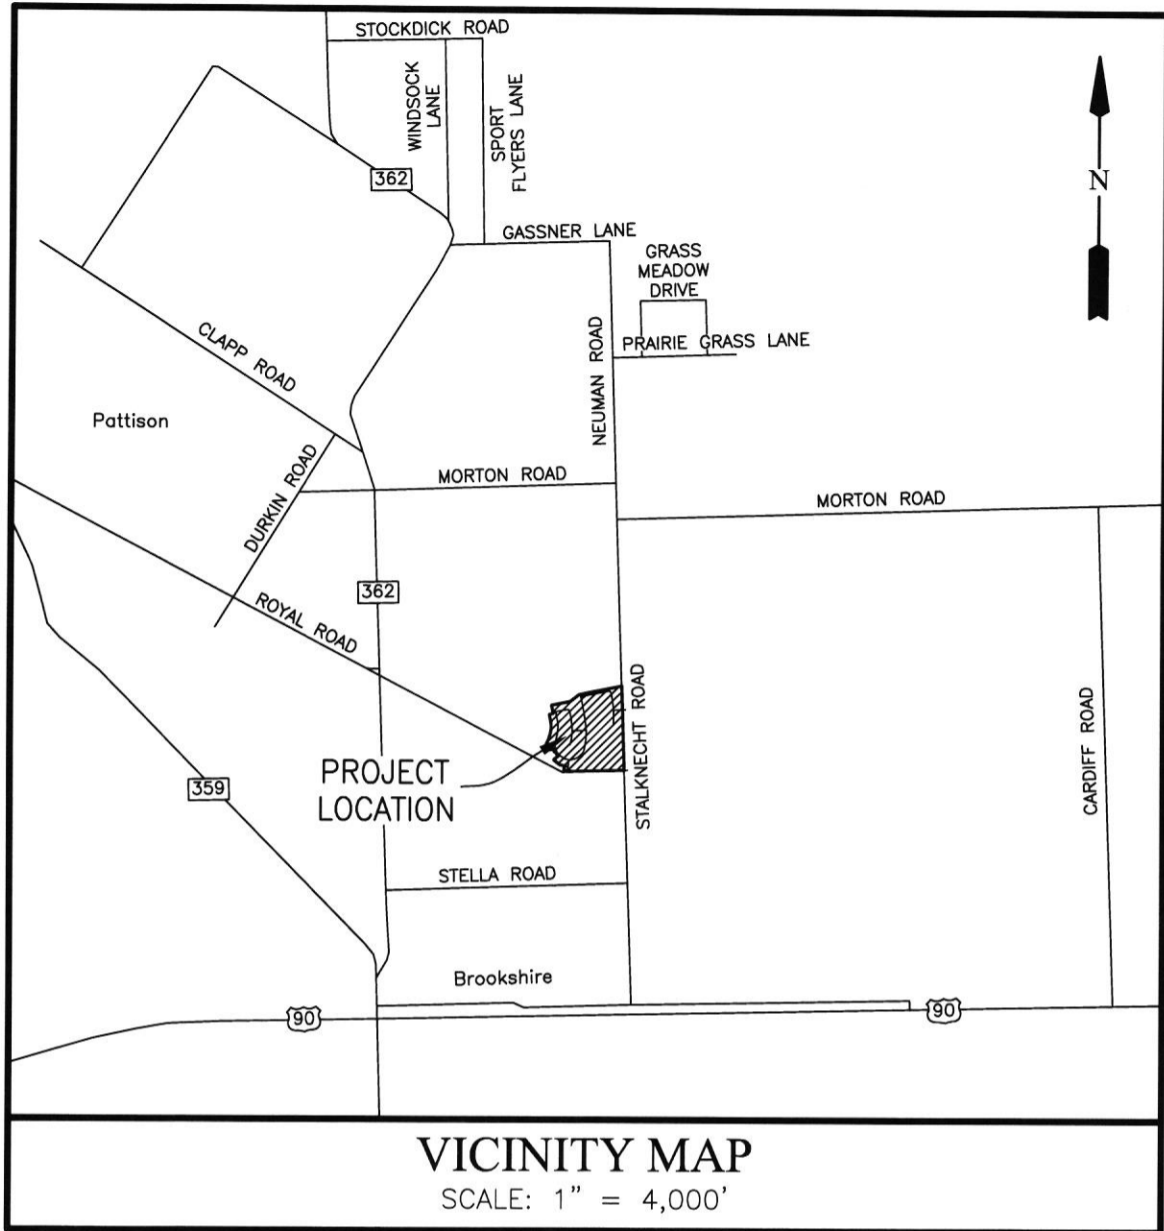 STOCKDICK ROAD
WINDSOCK
LANE
SPORT
FLYERS LANE
362
N
GASSNER LANE
GRASS
MEADOW
DRIVE
NEUMAN ROAD
PRAIRIE GRASS LANE
CLAPP ROAD
Pattison
DURKIN ROAD
MORTON ROAD
MORTON ROAD
362
ROYAL ROAD
STALKNECHT ROAD
CARDIFF ROAD
PROJECT
LOCATION
359
STELLA ROAD
Brookshire
90
90
VICINITY MAP
SCALE: 1" = 4,000'